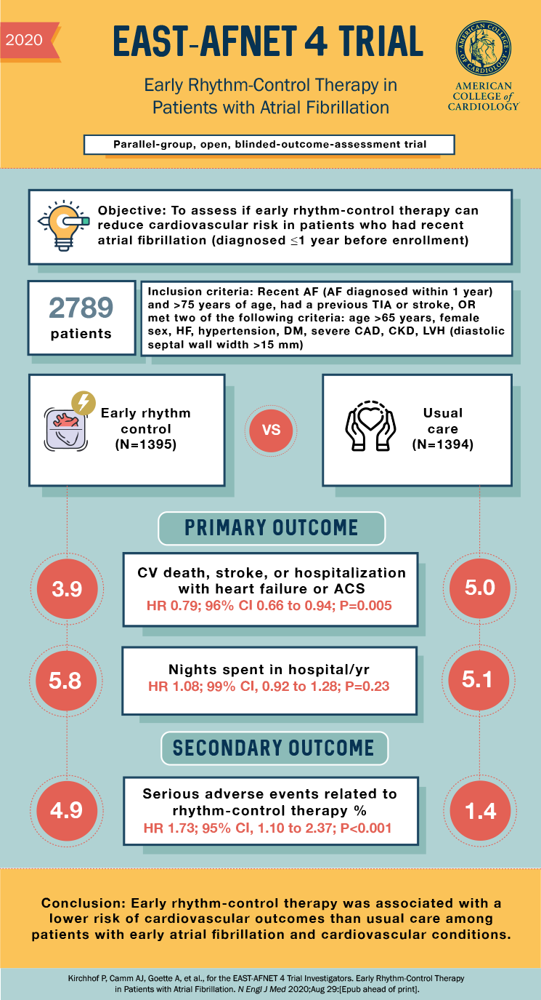 2020
EAST-AFNET 4 TRIAL
Early Rhythm-Control Therapy in
Patients with Atrial Fibrillation
AMERICAN COLLEGE OF CARDIOLOGY
AMERICAN
COLLEGE of
CARDIOLOGY
Parallel-group, open, blinded-outcome-assessment trial
Objective: To assess if early rhythm-control therapy can
reduce cardiovascular risk in patients who had recent
atrial fibrillation (diagnosed ≤1 year before enrollment)
2789
patients
Inclusion criteria: Recent AF (AF diagnosed within 1 year)
and >75 years of age, had a previous TIA or stroke, OR
met two of the following criteria: age >65 years, female
sex, HF, hypertension, DM, severe CAD, CKD, LVH (diastolic
septal wall width >15 mm)
Early rhythm
control
(N=1395)
VS
Usual
care
(N=1394)
PRIMARY OUTCOME
3.9
CV death, stroke, or hospitalization
with heart failure or ACS
HR 0.79; 96% CI 0.66 to 0.94; P=0.005
5.0
5.8
Nights spent in hospital/yr
HR 1.08; 99% CI, 0.92 to 1.28; P=0.23
5.1
SECONDARY OUTCOME
4.9
Serious adverse events related to
rhythm-control therapy %
HR 1.73; 95% CI, 1.10 to 2.37; P<0.001
1.4
Conclusion: Early rhythm-control therapy was associated with a
lower risk of cardiovascular outcomes than usual care among
patients with early atrial fibrillation and cardiovascular conditions.
Kirchhof P, Camm AJ, Goette A, et al., for the EAST-AFNET 4 Trial Investigators. Early Rhythm-Control Therapy
in Patients with Atrial Fibrillation. N Engl J Med 2020;Aug 29:[Epub ahead of print].